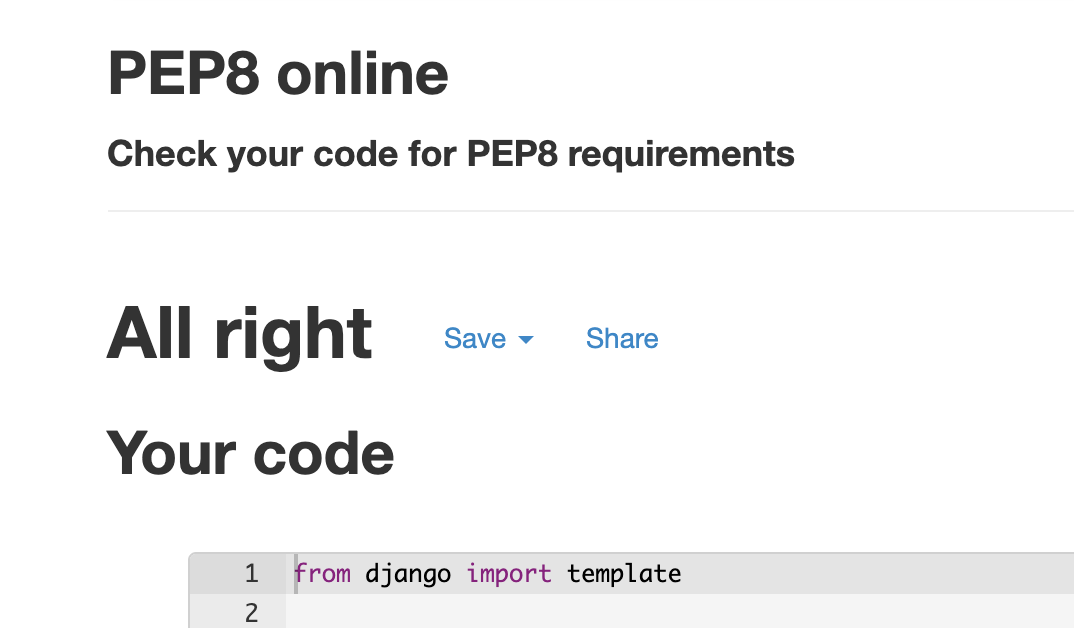 PEP8 online
Check your code for PEP8 requirements
All right Save Share
Your code
1 from django import template
2